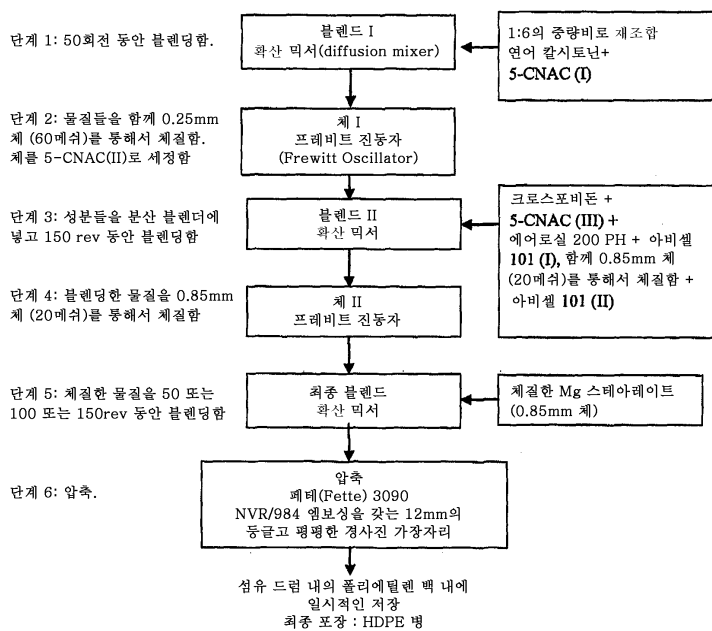 단계 1: 50회전 동안 블렌딩함.
블렌드 I
확산 믹서(diffusion mixer)
1:6의 중량비로 재조합
연어 칼시토닌+
5-CNAC (I)
단계 2: 물질들을 함께 0.25mm
체 (60메쉬)를 통해서 체질함.
체를 5-CNAC(II)로 세정함
체 I
프레비트 진동자
(Frewitt Oscillator)
단계 3: 성분들을 분산 블렌더에
넣고 150 rev 동안 블렌딩함
블렌드 II
확산 믹서
크로스포비돈 +
5-CNAC (III) +
에어로실 200 PH + 아비셀
101 (I), 함께 0.85mm 체
(20메쉬)를 통해서 체질함 +
아비셀 101 (II)
단계 4: 블렌딩한 물질을 0.85mm
체 (20메쉬)를 통해서 체질함
체 II
프레비트 진동자
단계 5: 체질한 물질을 50 또는
100 또는 150rev 동안 블렌딩함
최종 블렌드
확산 믹서
체질한 Mg 스테아레이트
(0.85mm 체)
단계 6: 압축.
압축
페테(Fette) 3090
NVR/984 엠보싱을 갖는 12mm의
둥글고 평평한 경사진 가장자리
섬유 드럼 내의 폴리에틸렌 백 내에
일시적인 저장
최종 포장 : HDPE 병